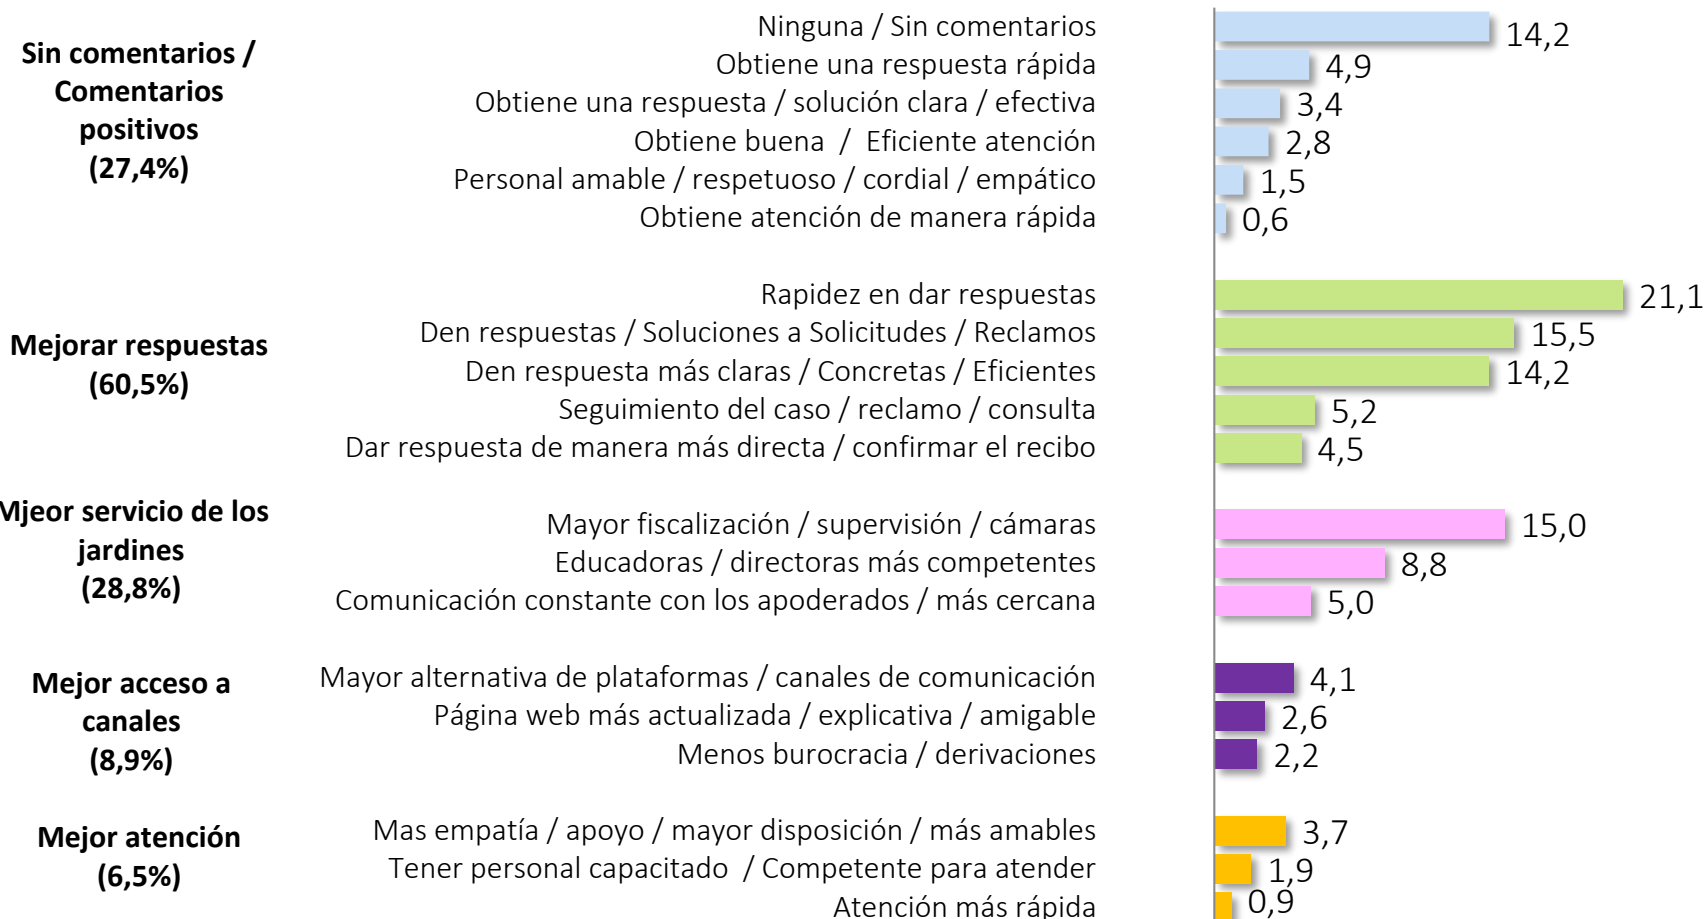 Sin comentarios /
Comentarios
positivos
(27,4%)
Ninguna / Sin comentarios 14,2
Obtiene una respuesta rápida 4,9
Obtiene una respuesta / solución clara / efectiva 3,4
Obtiene buena / Eficiente atención 2,8
Personal amable / respetuoso / cordial / empático 1,5
Obtiene atención de manera rápida 0,6
Mejorar respuestas
(60,5%)
Rapidez en dar respuestas 21,1
Den respuestas / Soluciones a Solicitudes / Reclamos 15,5
Den respuesta más claras / Concretas / Eficientes 14,2
Seguimiento del caso / reclamo / consulta 5,2
Dar respuesta de manera más directa / confirmar el recibo 4,5
Mjeor servicio de los
jardines
(28,8%)
Mayor fiscalización / supervisión / cámaras 15,0
Educadoras / directoras más competentes 8,8
Comunicación constante con los apoderados / más cercana 5,0
Mejor acceso a
canales
(8,9%)
Mayor alternativa de plataformas / canales de comunicación 4,1
Página web más actualizada / explicativa / amigable 2,6
Menos burocracia / derivaciones 2,2
Mejor atención
(6,5%)
Mas empatía / apoyo / mayor disposición / más amables 3,7
Tener personal capacitado / Competente para atender 1,9
Atención más rápida 0,9